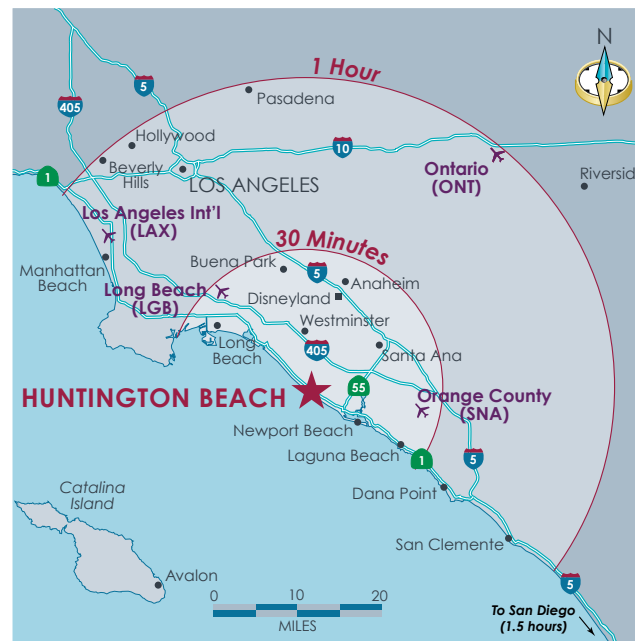 N
1 Hour
5
405
Pasadena
Hollywood
10
Beverly
Hills
LOS ANGELES
Ontario
(ONT)
Riversid
1
Los Angeles Int'l
(LAX)
30 Minutes
Manhattan
Beach
Buena Park
5
Anaheim
Long Beach
(LGB)
Disneyland
Westminster
Long
Beach
405
Santa Ana
HUNTINGTON BEACH
55
Orange County
(SNA)
Newport Beach
Laguna Beach
1
5
Dana Point
Catalina
Island
San Clemente
Avalon
5
0 10 20
MILES
To San Diego
(1.5 hours)